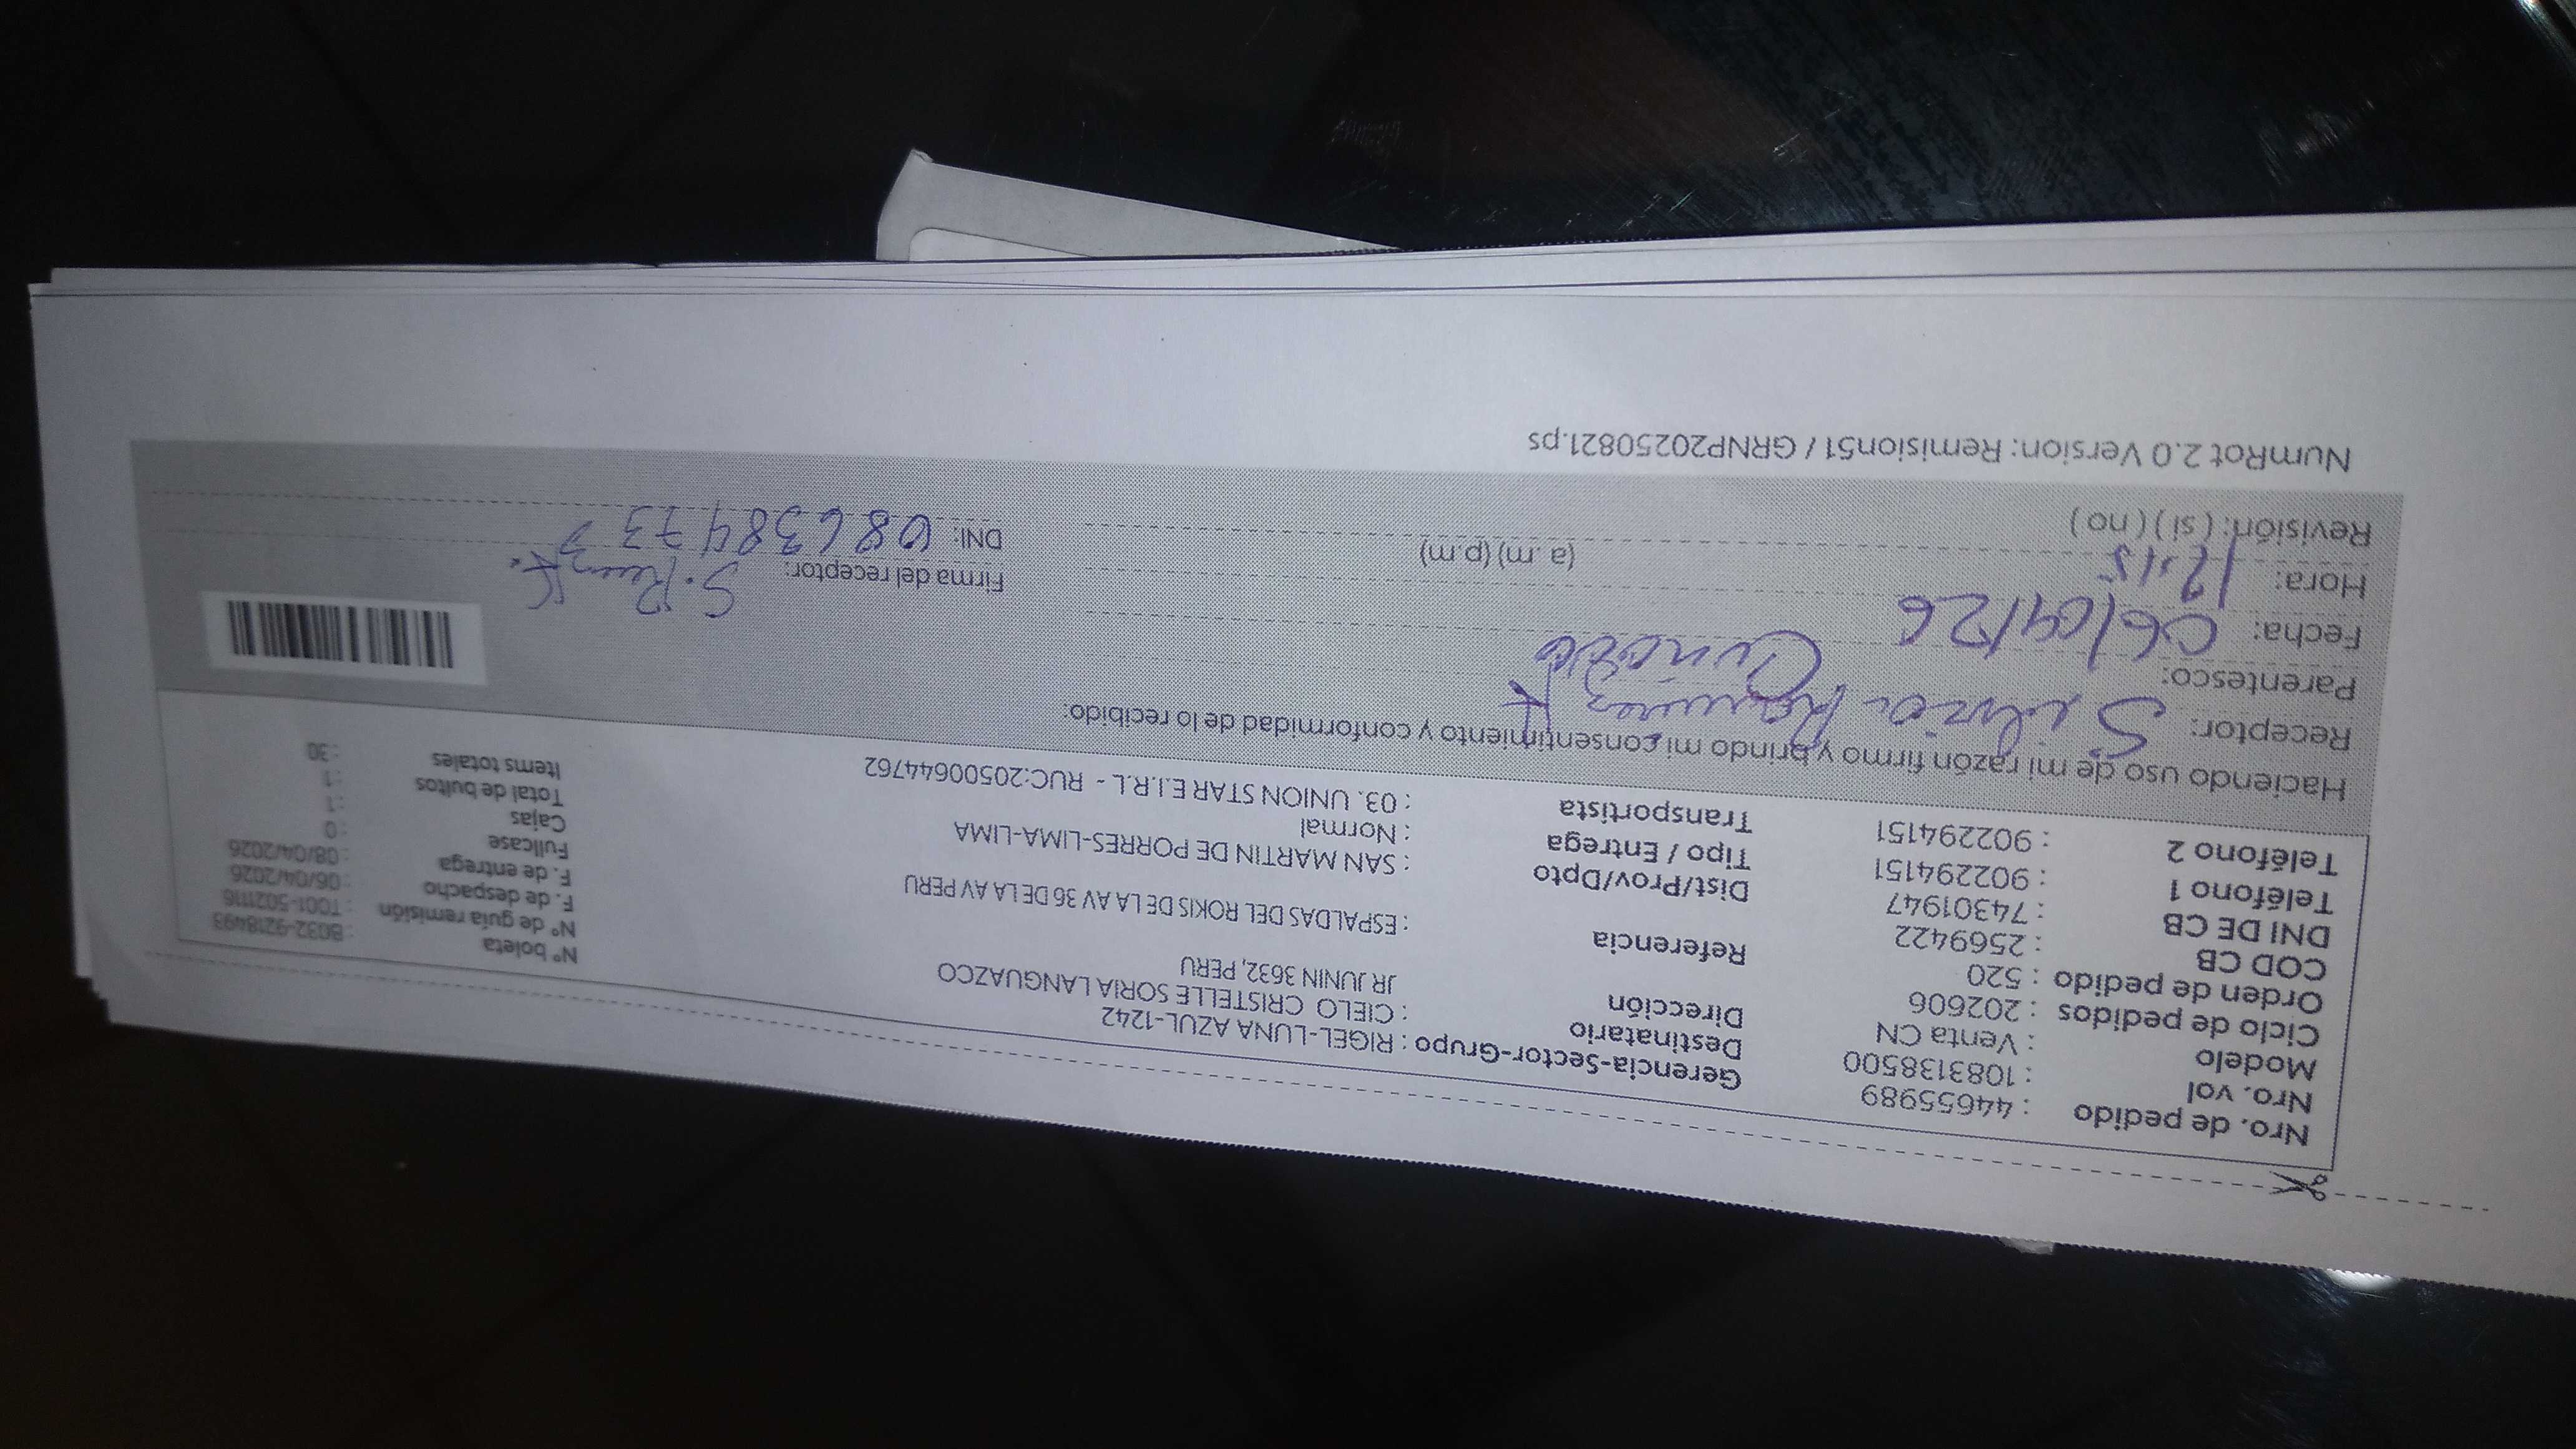 Nro. de pedido : 44655989
Nro. vol : 1083138500
Modelo : Venta CN
Ciclo de pedidos : 202606
Orden de pedido : 520
COD CB : 2569422
DNI DE CB : 74301947
Teléfono 1 : 902294151
Teléfono 2 : 902294151
Gerencia-Sector-Grupo : RIGEL-LUNA AZUL-1242
Destinatario : CIELO CRISTELLE SORIA LANGUAZCO
Dirección JR JUNIN 3632, PERU
Referencia : ESPALDAS DEL ROKIS DE LA AV 36 DE LA AV PERU
Dist/Prov/Dpto : SAN MARTIN DE PORRES-LIMA-LIMA
Tipo / Entrega : Normal
Transportista : 03. UNION STAR E.I.R.L - RUC:20500644762
N° boleta : B032-9218493
N° de guía remisión : T001-5021116
F. de despacho : 06/04/2026
F. de entrega : 08/04/2026
Fullcase : 0
Cajas : 1
Total de bultos : 1
Items totales : 30
Haciendo uso de mi razón firmo y brindo mi consentimiento y conformidad de lo recibido:
Receptor: Silvia Ramirez
Parentesco:
Fecha: 06/04/26
Hora: 12:15 (a.m) (p.m)
Revisión: (si) (no)
Firma del receptor:
DNI: 08638473
NumRot 2.0 Version: Remision51 / GRNP20250821.ps